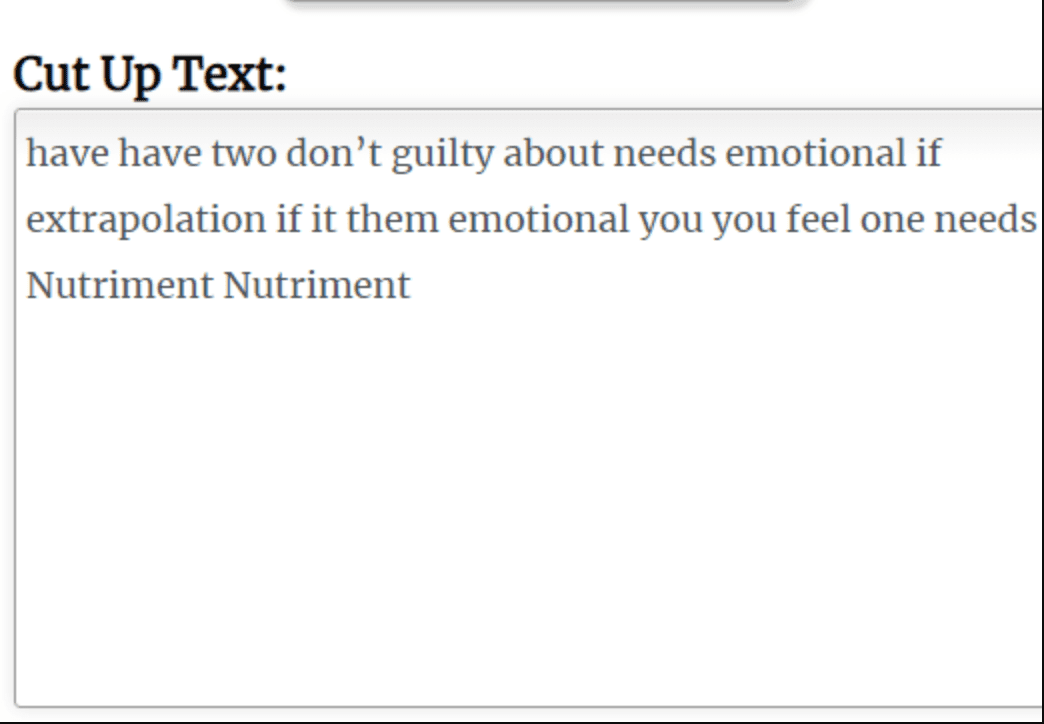 Cut Up Text:
have have two don’t guilty about needs emotional if
extrapolation if it them emotional you you feel one needs
Nutriment Nutriment